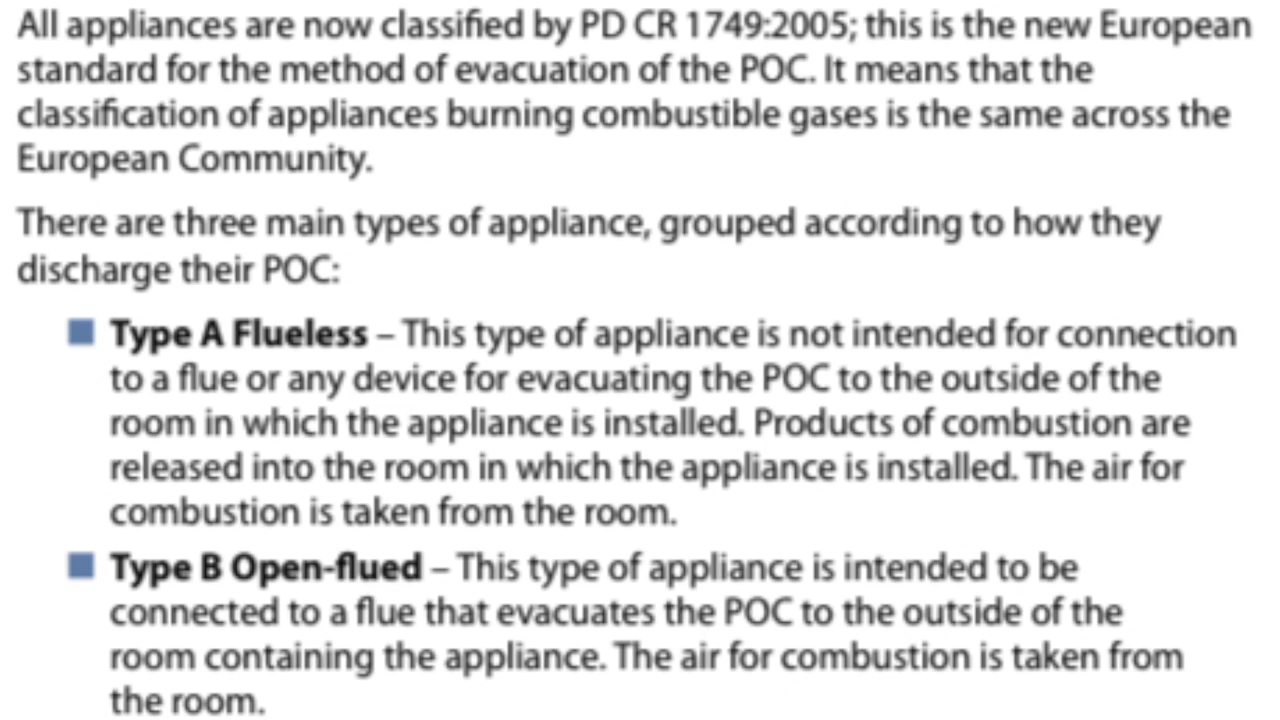 All appliances are now classified by PD CR 1749:2005; this is the new European
standard for the method of evacuation of the POC. It means that the
classification of appliances burning combustible gases is the same across the
European Community.
There are three main types of appliance, grouped according to how they
discharge their POC:
Type A Flueless – This type of appliance is not intended for connection
to a flue or any device for evacuating the POC to the outside of the
room in which the appliance is installed. Products of combustion are
released into the room in which the appliance is installed. The air for
combustion is taken from the room.
Type B Open-flued – This type of appliance is intended to be
connected to a flue that evacuates the POC to the outside of the
room containing the appliance. The air for combustion is taken from
the room.